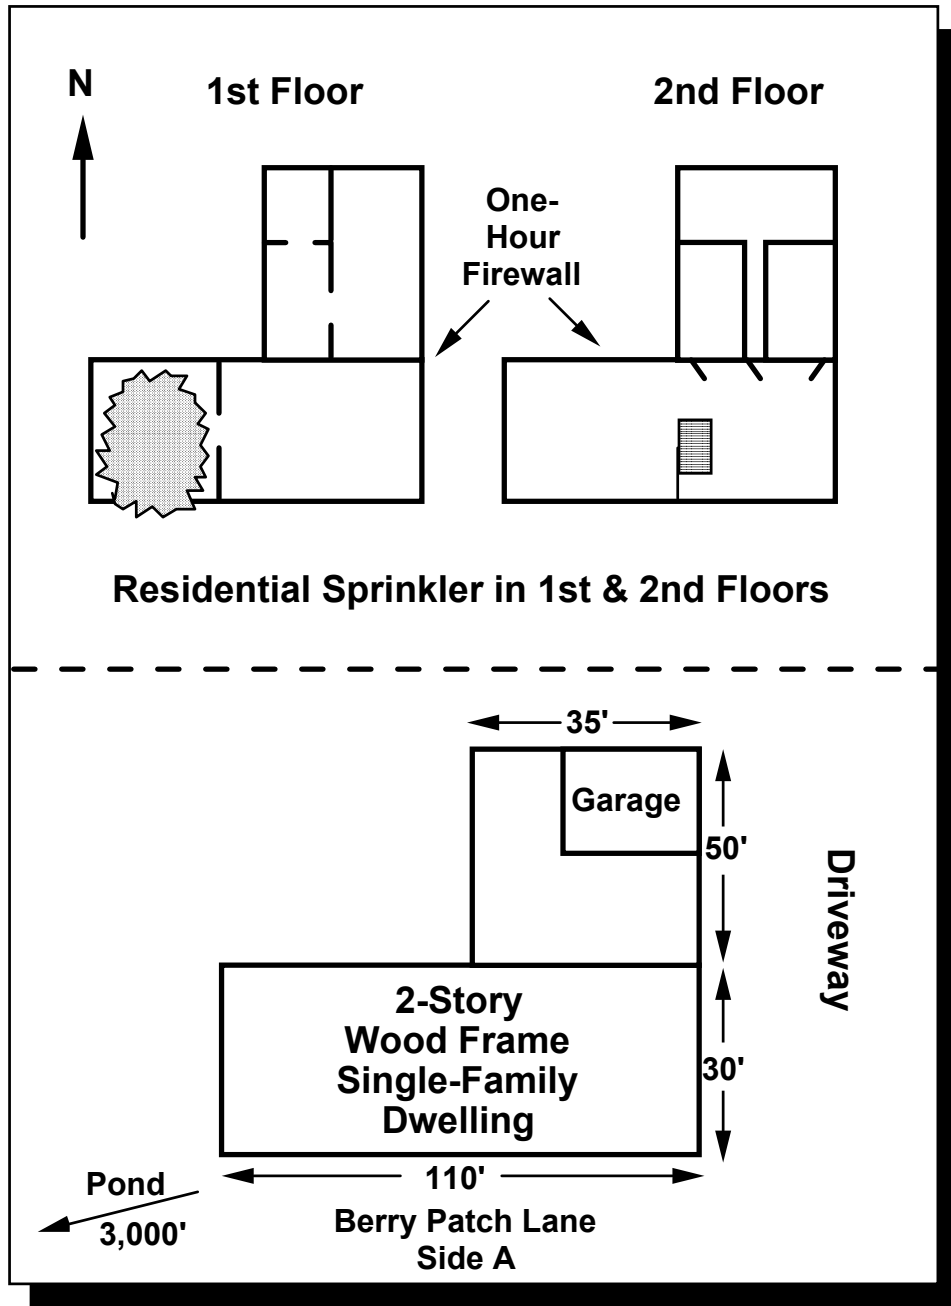 N
1st Floor
2nd Floor
One-
Hour
Firewall
Residential Sprinkler in 1st & 2nd Floors
35'
Garage
50'
Driveway
2-Story
Wood Frame
Single-Family
Dwelling
30'
110'
Pond
3,000'
Berry Patch Lane
Side A